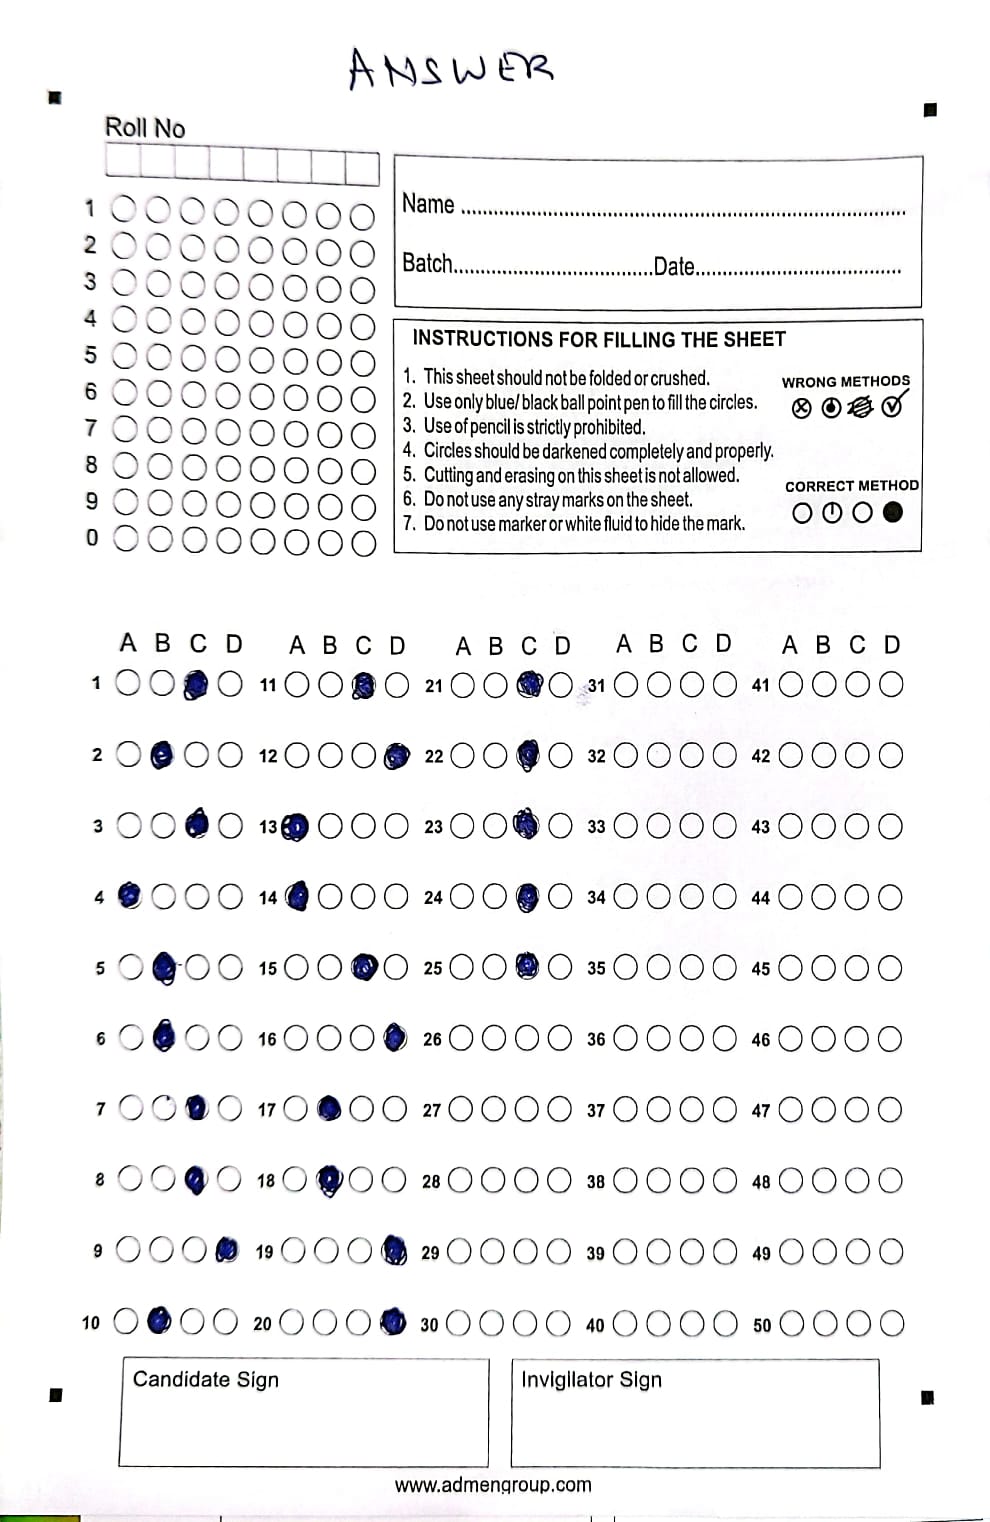 ANSWER
Roll No
1
2
3
4
5
6
7
8
9
0
Name
Batch Date
INSTRUCTIONS FOR FILLING THE SHEET
1. This sheet should not be folded or crushed.
2. Use only blue/ black ball point pen to fill the circles.
3. Use of pencil is strictly prohibited.
4. Circles should be darkened completely and properly.
5. Cutting and erasing on this sheet is not allowed.
6. Do not use any stray marks on the sheet.
7. Do not use marker or white fluid to hide the mark.
WRONG METHODS
CORRECT METHOD
A B C D A B C D A B C D A B C D A B C D
1 11 21 31 41
2 12 22 32 42
3 13 23 33 43
4 14 24 34 44
5 15 25 35 45
6 16 26 36 46
7 17 27 37 47
8 18 28 38 48
9 19 29 39 49
10 20 30 40 50
Candidate Sign Invigilator Sign
www.admengroup.com